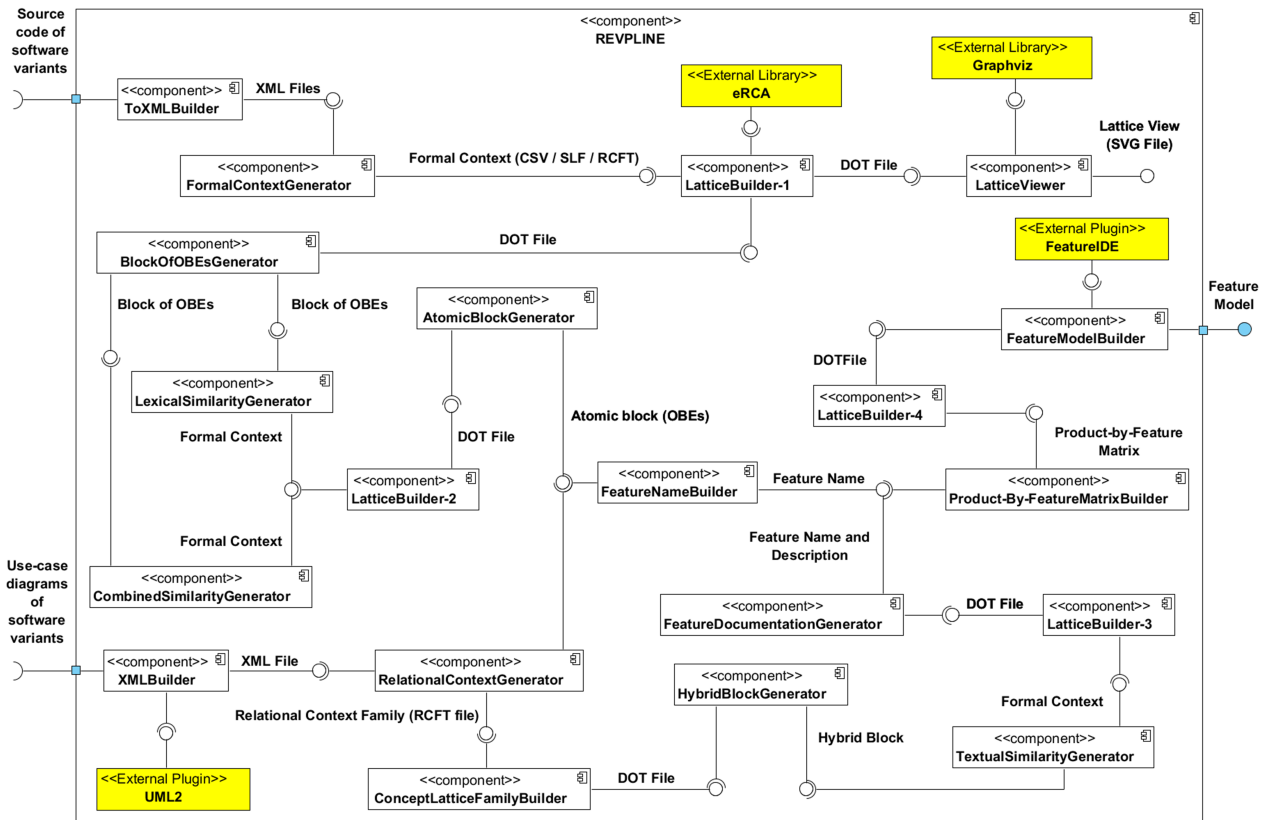 Source
code of
software
variants
<<component>>
REVPLINE
<<component>>
ToXMLBuilder
XML Files
<<External Library>>
eRCA
<<External Library>>
Graphviz
Lattice View
(SVG File)
<<component>>
FormalContextGenerator
Formal Context (CSV / SLF / RCFT)
<<component>>
LatticeBuilder-1
DOT File
<<component>>
LatticeViewer
<<component>>
BlockOfOBEsGenerator
DOT File
<<External Plugin>>
FeatureIDE
Feature
Model
Block of OBEs
Block of OBEs
<<component>>
AtomicBlockGenerator
<<component>>
FeatureModelBuilder
DOTFile
<<component>>
LexicalSimilarityGenerator
<<component>>
LatticeBuilder-4
Formal Context
DOT File
Atomic block (OBEs)
Product-by-Feature
Matrix
<<component>>
LatticeBuilder-2
<<component>>
FeatureNameBuilder
Feature Name
<<component>>
Product-By-FeatureMatrixBuilder
Formal Context
Feature Name and
Description
<<component>>
CombinedSimilarityGenerator
Use-case
diagrams
of
software
variants
<<component>>
FeatureDocumentationGenerator
DOT File
<<component>>
LatticeBuilder-3
<<component>>
XMLBuilder
XML File
<<component>>
RelationalContextGenerator
<<component>>
HybridBlockGenerator
Formal Context
Relational Context Family (RCFT file)
Hybrid Block
<<component>>
TextualSimilarityGenerator
<<External Plugin>>
UML2
<<component>>
ConceptLatticeFamilyBuilder
DOT File